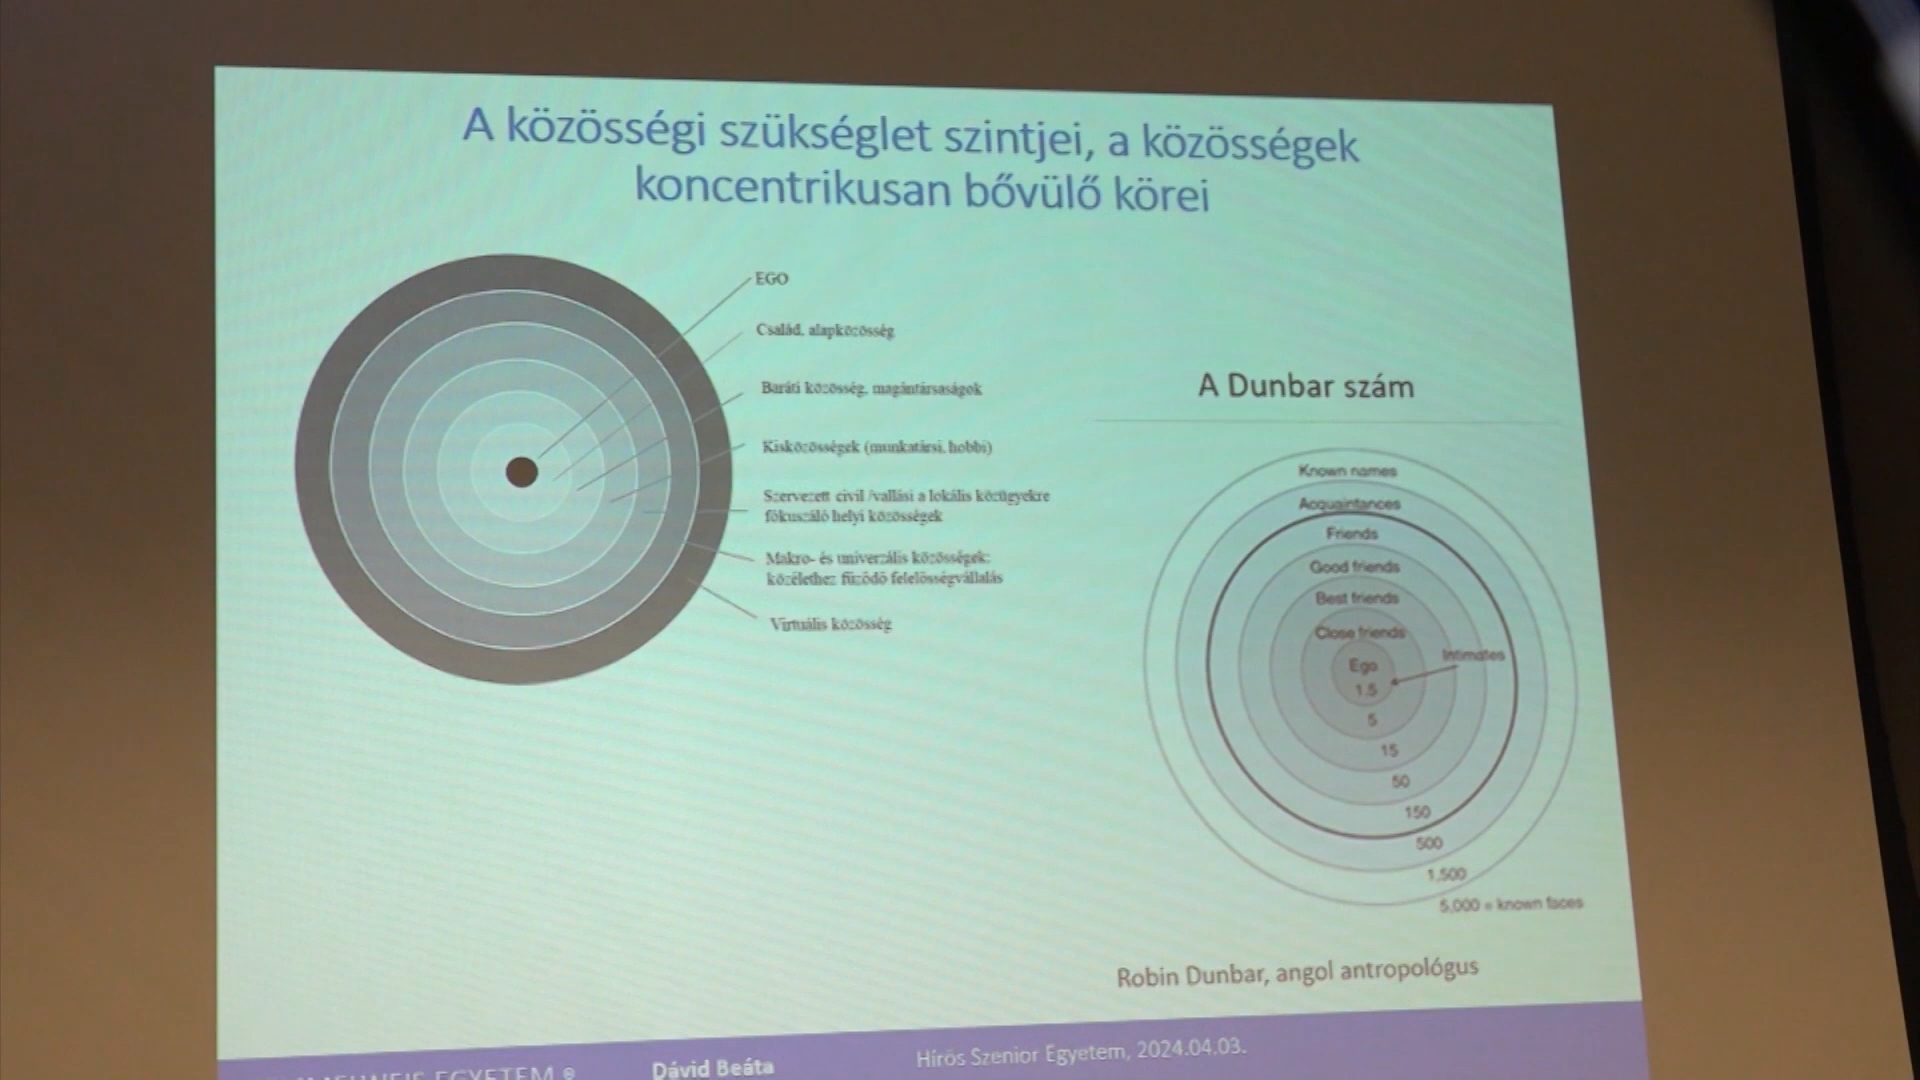 A közösségi szükséglet szintjei, a közösségek
koncentrikusan bővülő körei
EGO
Család, alapközösség
Baráti közösség, magántársaságok
Kisközösségek (munkatársi, hobbi)
Szervezett civil /vallási a lokális közügyekre
fókuszáló helyi közösségek
Makro- és univerzális közösségek:
közélethez fűződő felelősségvállalás
Virtuális közösség
A Dunbar szám
Known names
Acquaintances
Friends
Good friends
Best friends
Close friends
Intimates
Ego
1.5
5
15
50
150
500
1,500
5,000 = known faces
Robin Dunbar, angol antropológus
EGYETEM
Dávid Beáta
Hírös Szenior Egyetem, 2024.04.03.